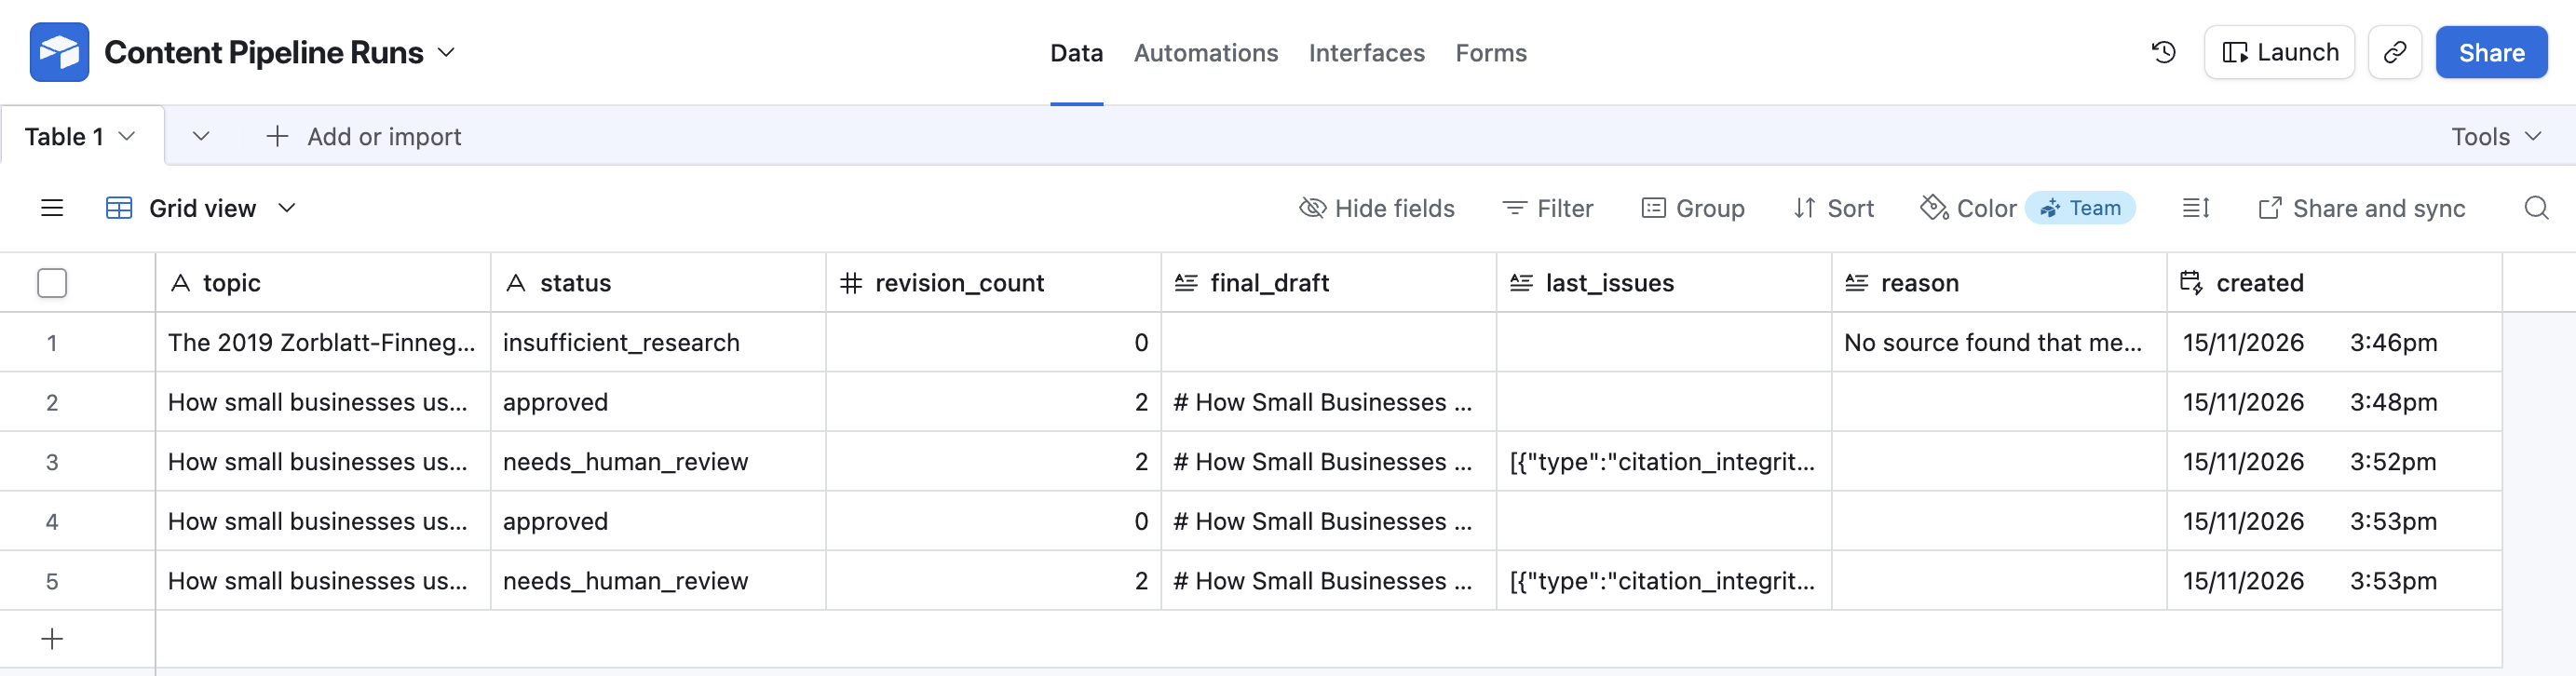 Content Pipeline Runs
Data Automations Interfaces Forms
Launch Share
Table 1 Add or import Tools
Grid view Hide fields Filter Group Sort Color Team Share and sync
topic status revision_count final_draft last_issues reason created
1 The 2019 Zorblatt-Finneg... insufficient_research 0 No source found that me... 15/11/2026 3:46pm
2 How small businesses us... approved 2 # How Small Businesses ... 15/11/2026 3:48pm
3 How small businesses us... needs_human_review 2 # How Small Businesses ... [{"type":"citation_integrit... 15/11/2026 3:52pm
4 How small businesses us... approved 0 # How Small Businesses ... 15/11/2026 3:53pm
5 How small businesses us... needs_human_review 2 # How Small Businesses ... [{"type":"citation_integrit... 15/11/2026 3:53pm